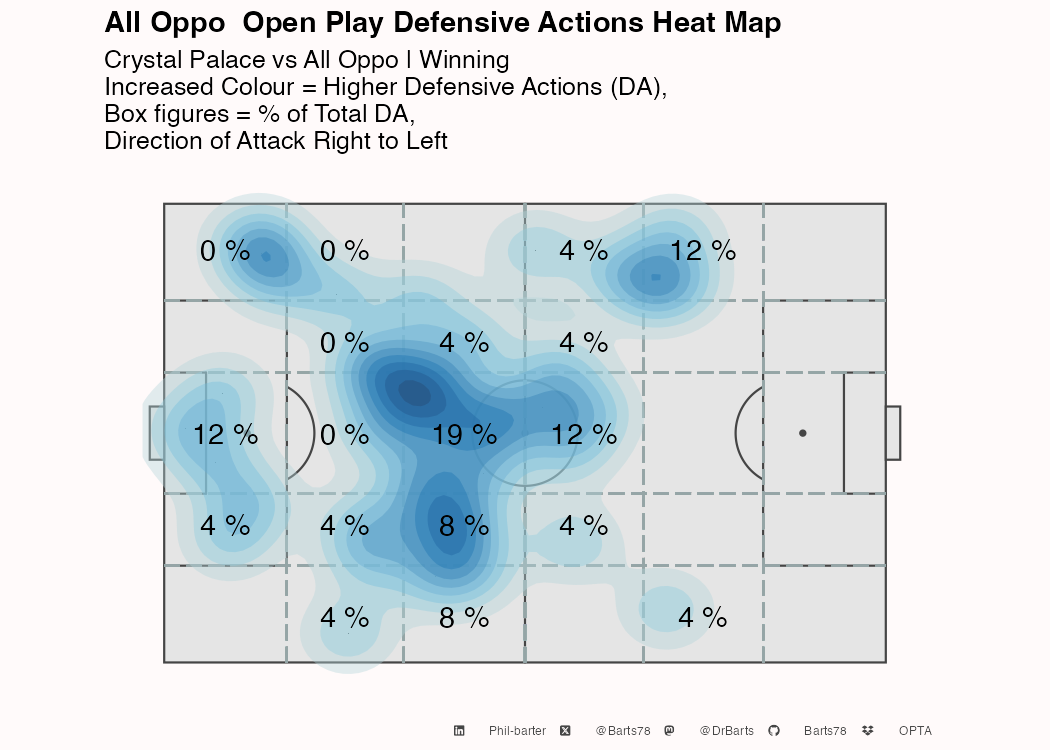 All Oppo  Open Play Defensive Actions Heat Map
Crystal Palace vs All Oppo | Winning
Increased Colour = Higher Defensive Actions (DA),
Box figures = % of Total DA,
Direction of Attack Right to Left
0 % 0 % 4 % 12 %
0 % 4 % 4 %
12 % 0 % 19 % 12 %
4 % 4 % 8 % 4 %
4 % 8 % 4 %
Phil-barter @Barts78 @DrBarts Barts78 OPTA